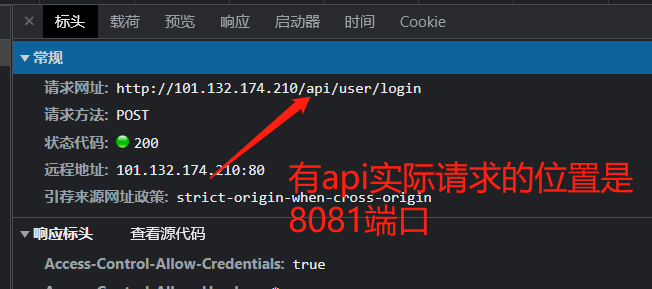 × 标头 载荷 预览 响应 启动器 时间 Cookie
▼常规
请求网址: http://101.132.174.210/api/user/login
请求方法: POST
状态代码: 200
远程地址: 101.132.174.210:80
引荐来源网址政策: strict-origin-when-cross-origin
有api实际请求的位置是
8081端口
▼响应标头 查看源代码
Access-Control-Allow-Credentials: true